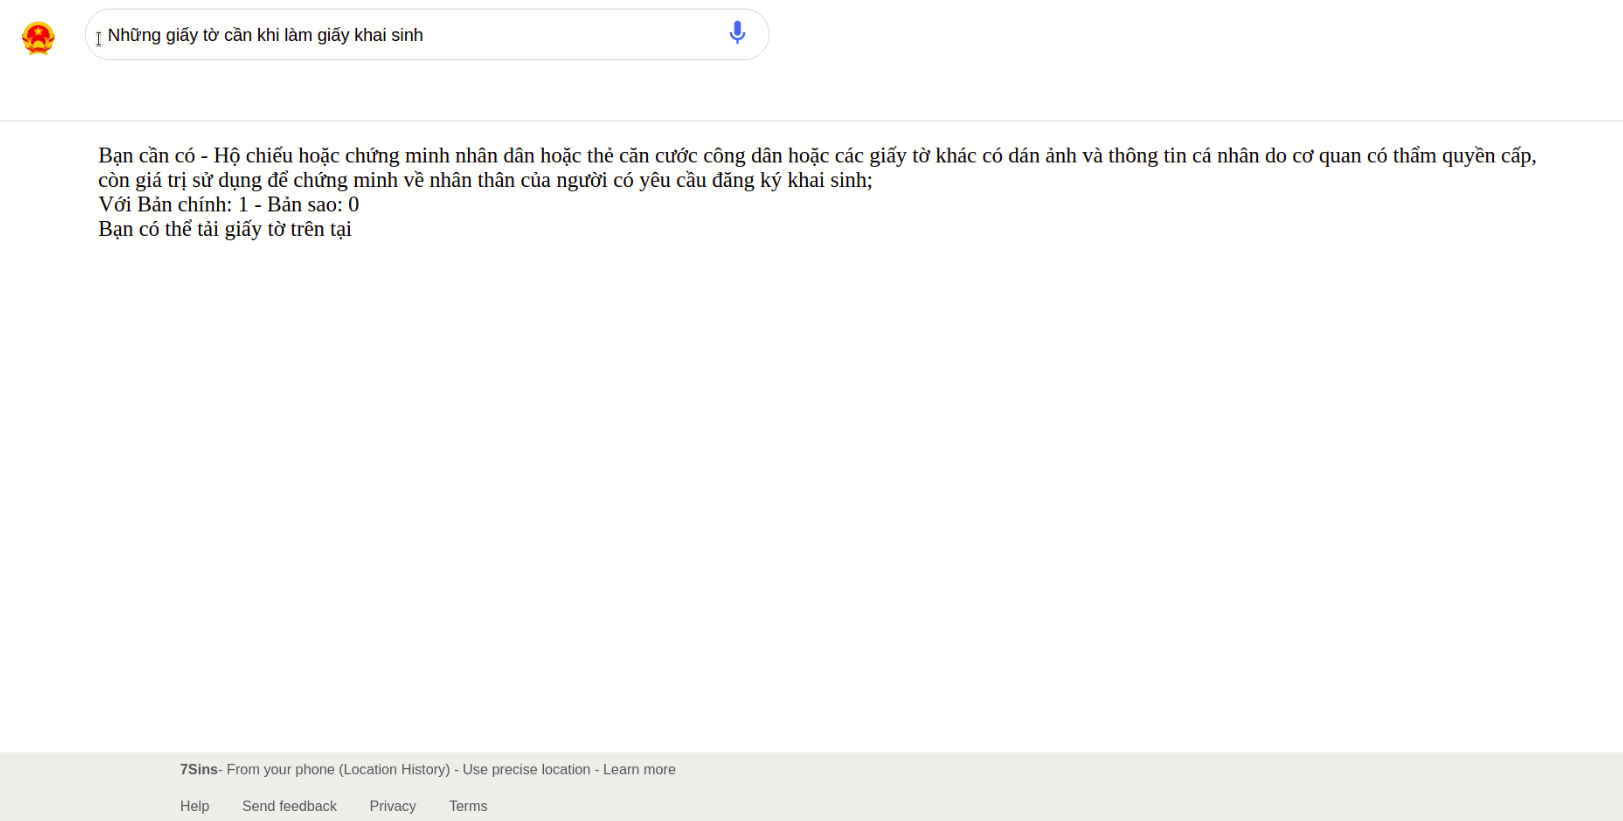 Những giấy tờ cần khi làm giấy khai sinh
Bạn cần có - Hộ chiếu hoặc chứng minh nhân dân hoặc thẻ căn cước công dân hoặc các giấy tờ khác có dán ảnh và thông tin cá nhân do cơ quan có thẩm quyền cấp,
còn giá trị sử dụng để chứng minh về nhân thân của người có yêu cầu đăng ký khai sinh;
Với Bản chính: 1 - Bản sao: 0
Bạn có thể tải giấy tờ trên tại
7Sins- From your phone (Location History) - Use precise location - Learn more
Help Send feedback Privacy Terms